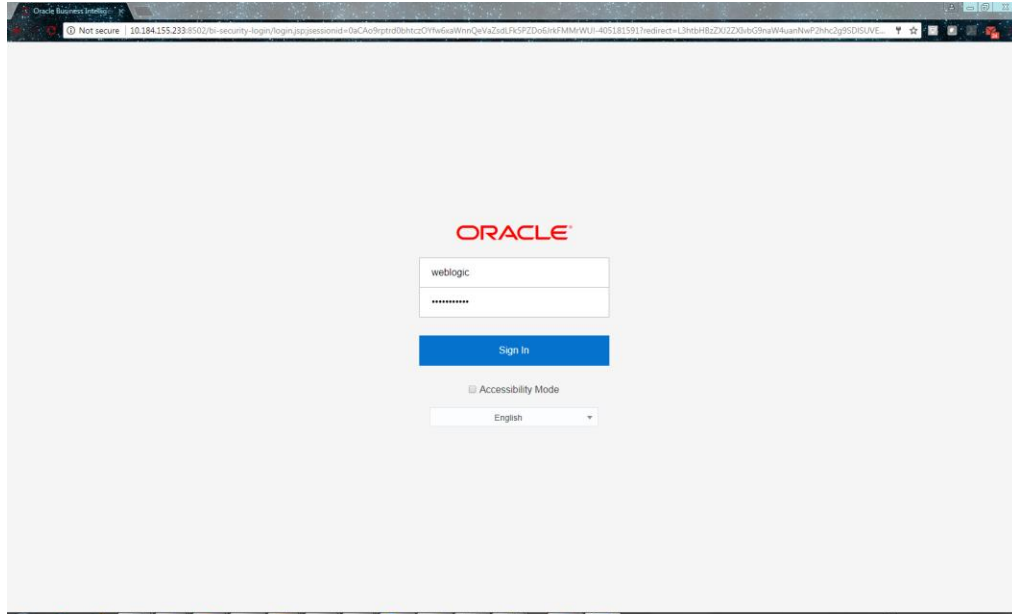 Oracle Business Intellig
Not secure | 10.184.155.233:9502/bi-security-login/login.jsp;jsessionid=
ORACLE
weblogic
•••••••••••
Sign In
Accessibility Mode
English